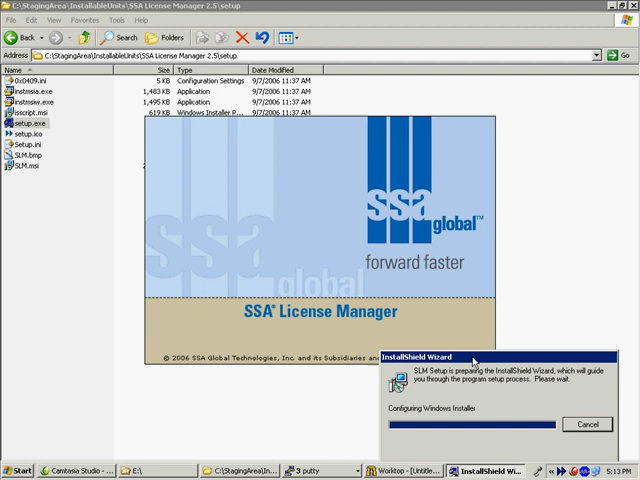 C:\StagingArea\InstallableUnits\SSA License Manager 2.5\setup
File Edit View Favorites Tools Help
Back Search Folders
Address C:\StagingArea\InstallableUnits\SSA License Manager 2.5\setup Go
Name Size Type Date Modified
0x0409.ini 5 KB Configuration Settings 9/7/2006 11:37 AM
instmsia.exe 1,483 KB Application 9/7/2006 11:37 AM
instmsiw.exe 1,495 KB Application 9/7/2006 11:37 AM
isscript.msi 619 KB Windows Installer P... 9/7/2006 11:37 AM
setup.exe
setup.ico
Setup.ini
SLM.bmp
SLM.msi
ssa global™
forward faster
ssa
global
SSA® License Manager
© 2006 SSA Global Technologies, Inc. and its Subsidiaries and
InstallShield Wizard
SLM Setup is preparing the InstallShield Wizard, which will guide
you through the program setup process. Please wait.
Configuring Windows Installer
Cancel
Start Camtasia Studio - ... E:\ C:\StagingArea\In... 3 putty Worktop - [Untitle... InstallShield Wi... 5:13 PM